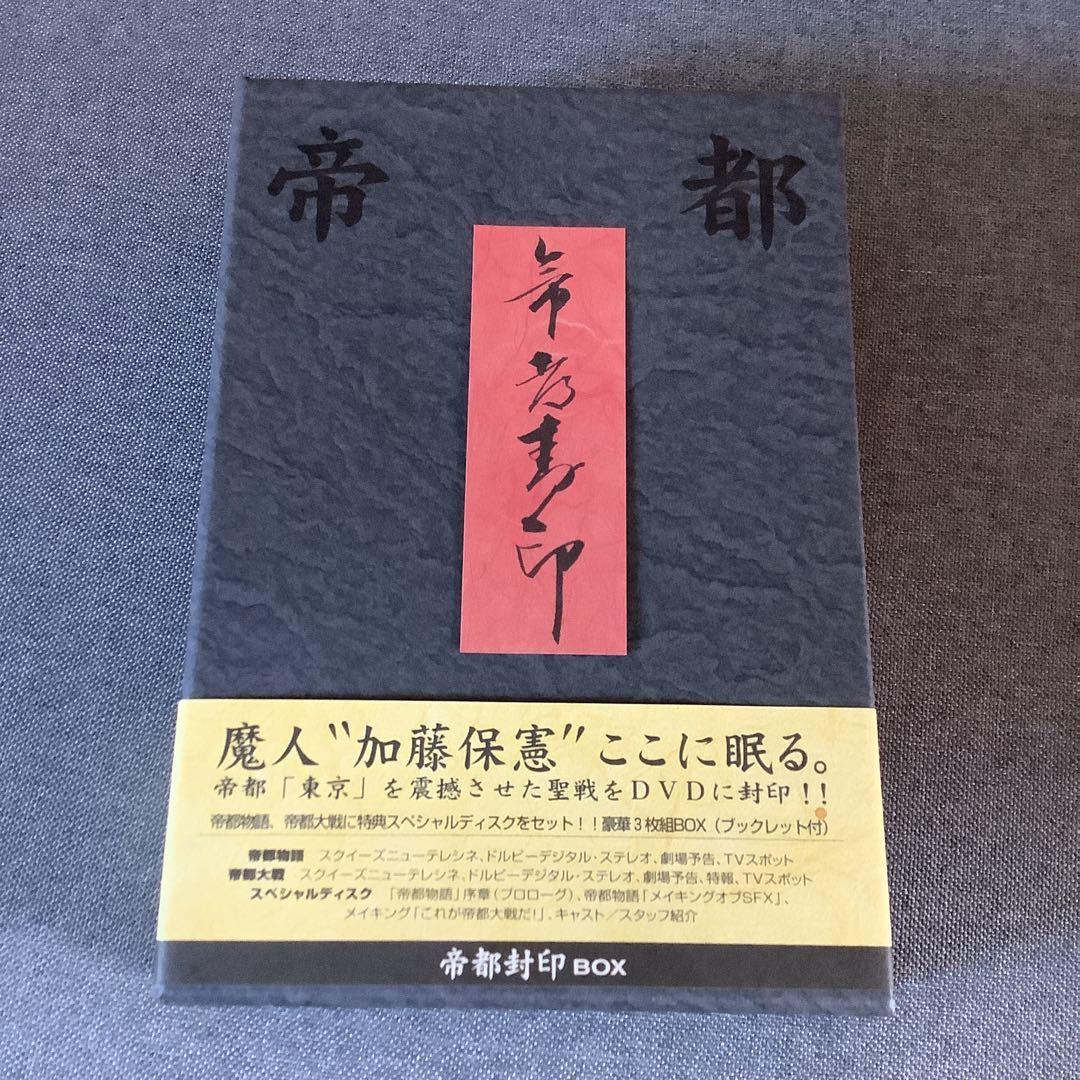 帝 都
帝都封印
魔人"加藤保憲"ここに眠る。
帝都「東京」を震撼させた聖戦をDVDに封印!!
帝都物語、帝都大戦に特典スペシャルディスクをセット!!豪華3枚組BOX(ブックレット付)
帝都物語 スクイーズニューテレシネ、ドルビーデジタル・ステレオ、劇場予告、TVスポット
帝都大戦 スクイーズニューテレシネ、ドルビーデジタル・ステレオ、劇場予告、特報、TVスポット
スペシャルディスク 「帝都物語」序章(プロローグ)、帝都物語「メイキングオブSFX」、
メイキング「これが帝都大戦だ!」、キャスト/スタッフ紹介
帝都封印 BOX